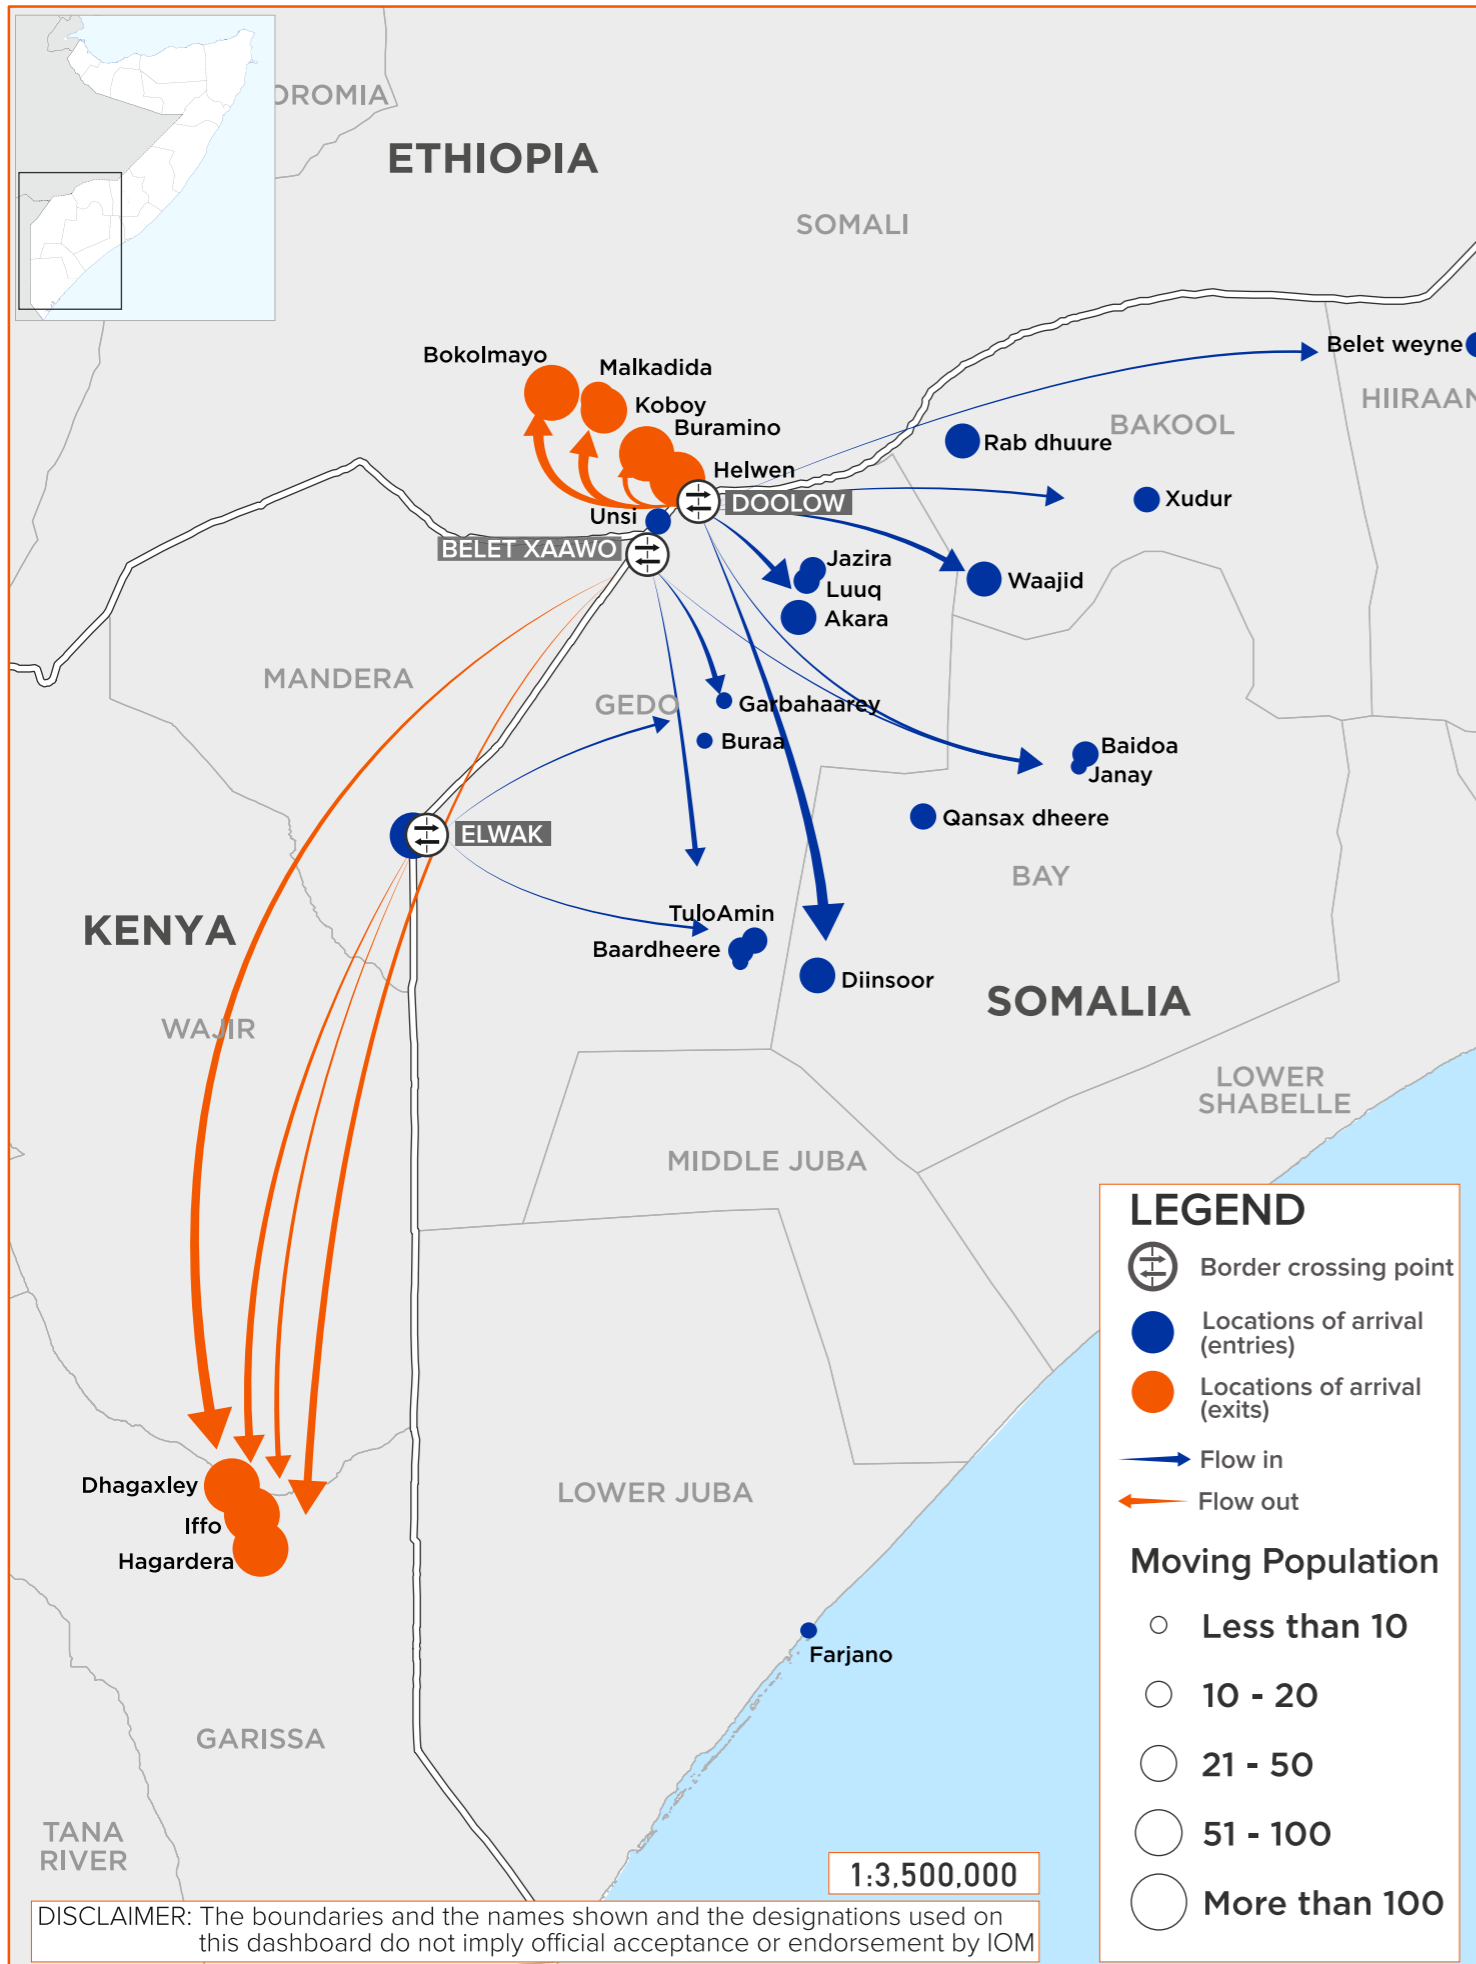 OROMIA
ETHIOPIA
SOMALI
Bokolmayo
Malkadida
Koboy
Buramino
Helwen
DOOLOW
Unsi
BELET XAAWO
Belet weyne
HIIRAAN
BAKOOL
Rab dhuure
Xudur
Jazira
Luuq
Akara
Waajid
MANDERA
GEDO
Garbahaarey
Buraa
Baidoa
Janay
Qansax dheere
ELWAK
BAY
KENYA
TuloAmin
Baardheere
Diinsoor
SOMALIA
WAJIR
LOWER
SHABELLE
MIDDLE JUBA
Dhagaxley
Iffo
Hagardera
LOWER JUBA
Farjano
GARISSA
TANA
RIVER
LEGEND
Border crossing point
Locations of arrival
(entries)
Locations of arrival
(exits)
Flow in
Flow out
Moving Population
Less than 10
10 - 20
21 - 50
51 - 100
More than 100
1:3,500,000
DISCLAIMER: The boundaries and the names shown and the designations used on
this dashboard do not imply official acceptance or endorsement by IOM